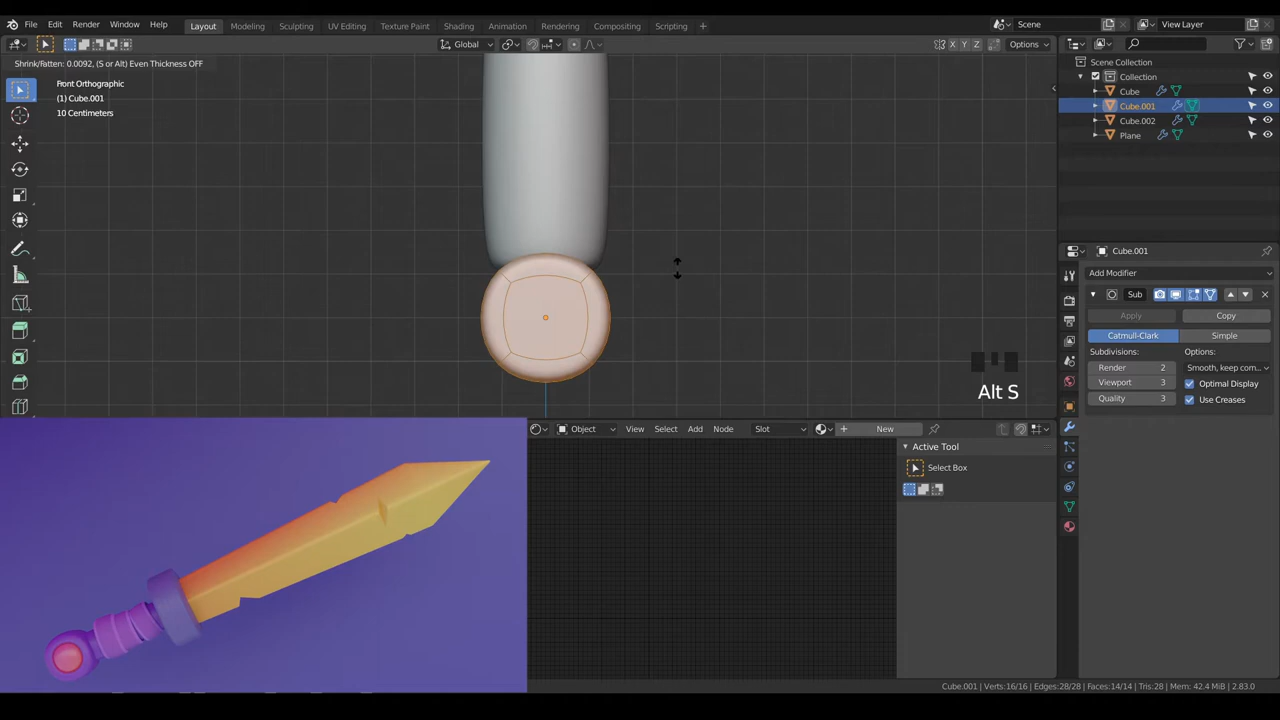 File Edit Render Window Help Layout Modeling Sculpting UV Editing Texture Paint Shading Animation Rendering Compositing Scripting + Scene View Layer
Global X Y Z Options
Shrink/Fatten: 0.0092, (S or Alt) Even Thickness OFF
Scene Collection
Front Orthographic
(1) Cube.001
10 Centimeters
Collection
Cube
Cube.001
Cube.002
Plane
Cube.001
Add Modifier
Sub
Apply Copy
Catmull-Clark Simple
Subdivisions: Options:
Render 2 Smooth, keep corn...
Viewport 3 Optimal Display
Quality 3 Use Creases
Alt S
Object View Select Add Node Slot New
Active Tool
Select Box
Cube.001 | Verts:16/16 | Edges:28/28 | Faces:14/14 | Tris:28 | Mem: 42.4 MiB | 2.83.0